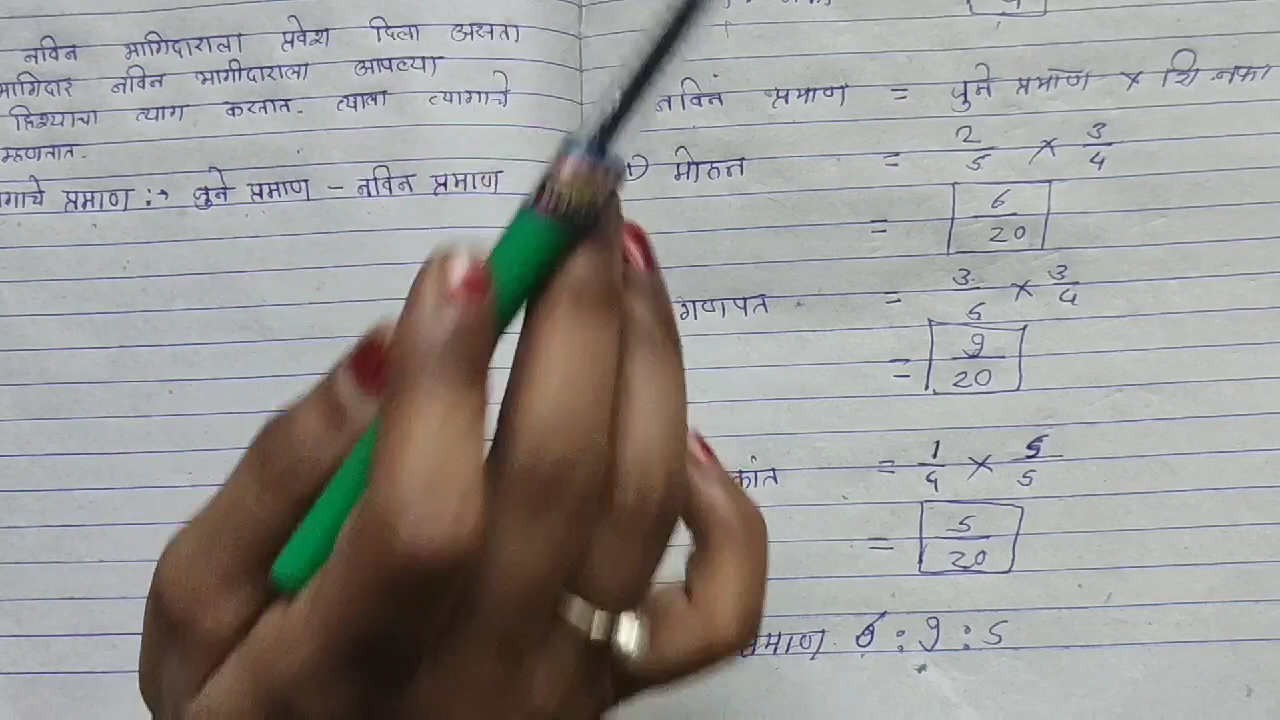 नविन भागिदाराला प्रवेश दिला असता
भागिदार नविन भागीदाराला आपल्या
हिश्याचा त्याग करतात. त्याला त्यागाचे
म्हणतात.
प्रमाण :→ जुने प्रमाण - नविन प्रमाण
नविन प्रमाण = जुने प्रमाण × शि नफा
1) मोहन = 2/5 × 3/4
= 6/20
गणपत = 3/5 × 3/4
= 9/20
कांत = 1/4 × 5/5
= 5/20
प्रमाण 6 : 9 : 5